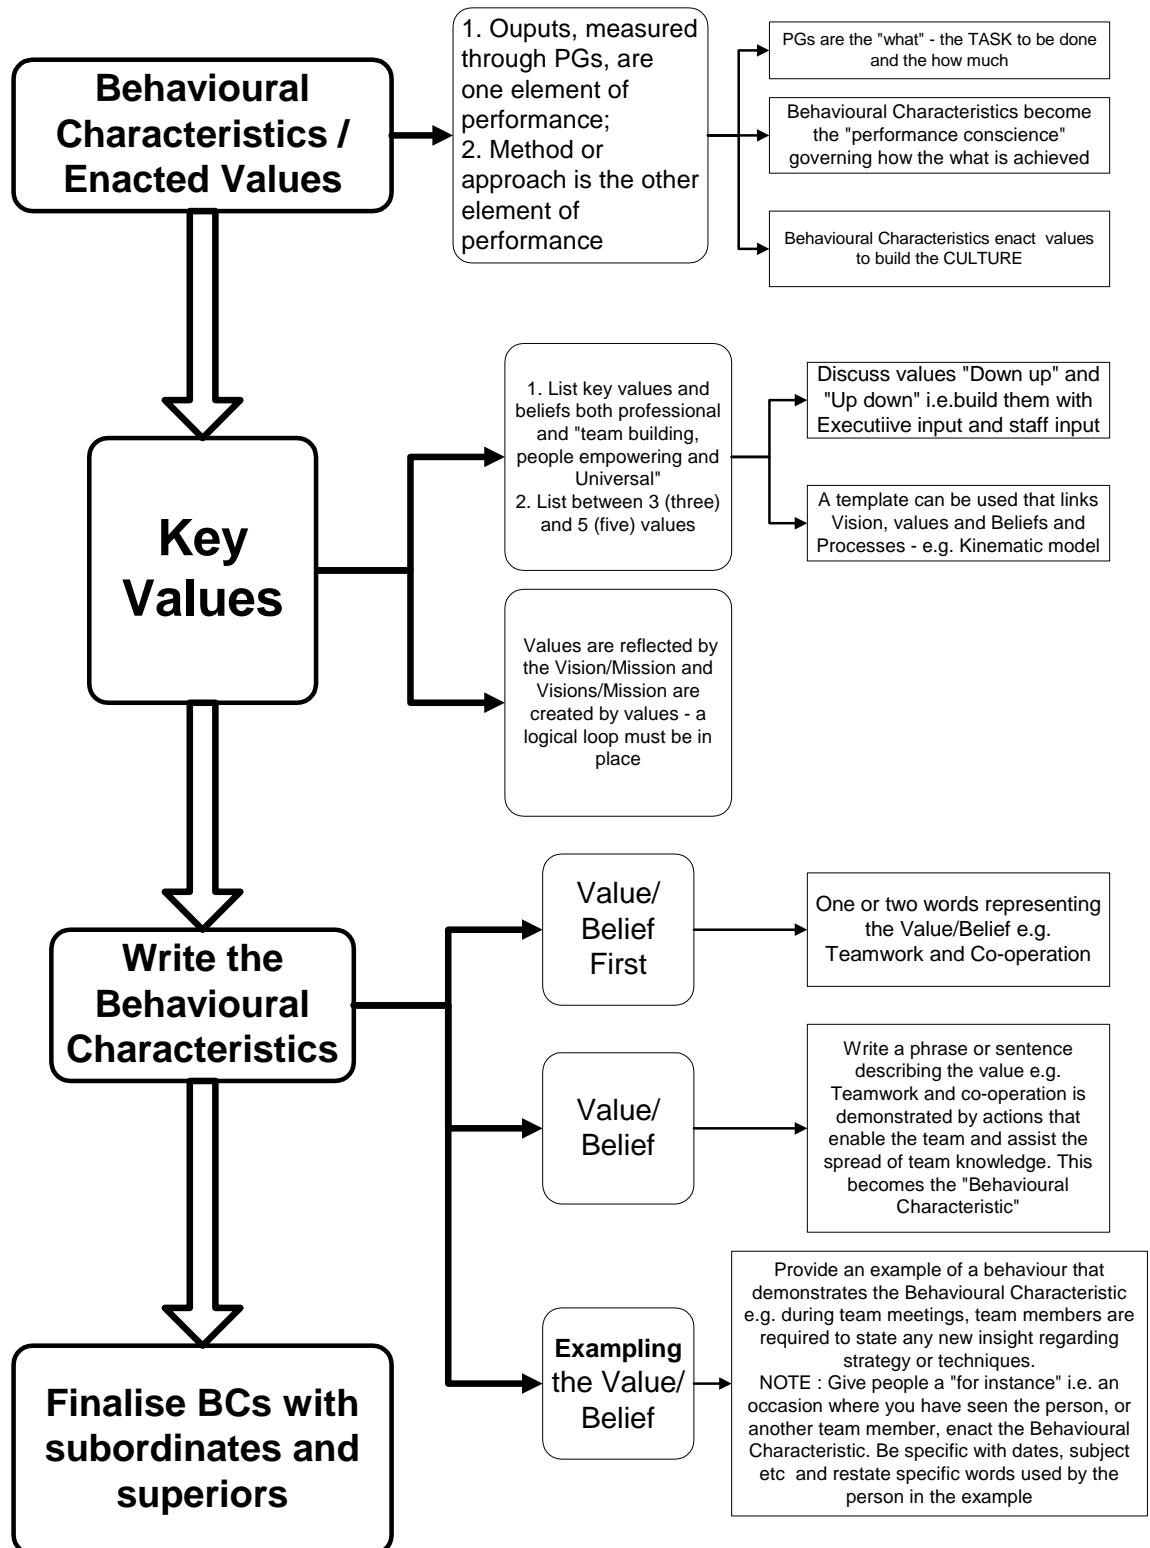 Behavioural
Characteristics /
Enacted Values
1. Ouputs, measured
through PGs, are
one element of
performance;
2. Method or
approach is the other
element of
performance
PGs are the "what" - the TASK to be done
and the how much
Behavioural Characteristics become
the "performance conscience"
governing how the what is achieved
Behavioural Characteristics enact values
to build the CULTURE
Key
Values
1. List key values and
beliefs both professional
and "team building,
people empowering and
Universal"
2. List between 3 (three)
and 5 (five) values
Discuss values "Down up" and
"Up down" i.e.build them with
Executiive input and staff input
A template can be used that links
Vision, values and Beliefs and
Processes - e.g. Kinematic model
Values are reflected by
the Vision/Mission and
Visions/Mission are
created by values - a
logical loop must be in
place
Write the
Behavioural
Characteristics
Value/
Belief
First
One or two words representing
the Value/Belief e.g.
Teamwork and Co-operation
Value/
Belief
Write a phrase or sentence
describing the value e.g.
Teamwork and co-operation is
demonstrated by actions that
enable the team and assist the
spread of team knowledge. This
becomes the "Behavioural
Characteristic"
Exampling
the Value/
Belief
Provide an example of a behaviour that
demonstrates the Behavioural Characteristic
e.g. during team meetings, team members are
required to state any new insight regarding
strategy or techniques.
NOTE : Give people a "for instance" i.e. an
occasion where you have seen the person, or
another team member, enact the Behavioural
Characteristic. Be specific with dates, subject
etc and restate specific words used by the
person in the example
Finalise BCs with
subordinates and
superiors